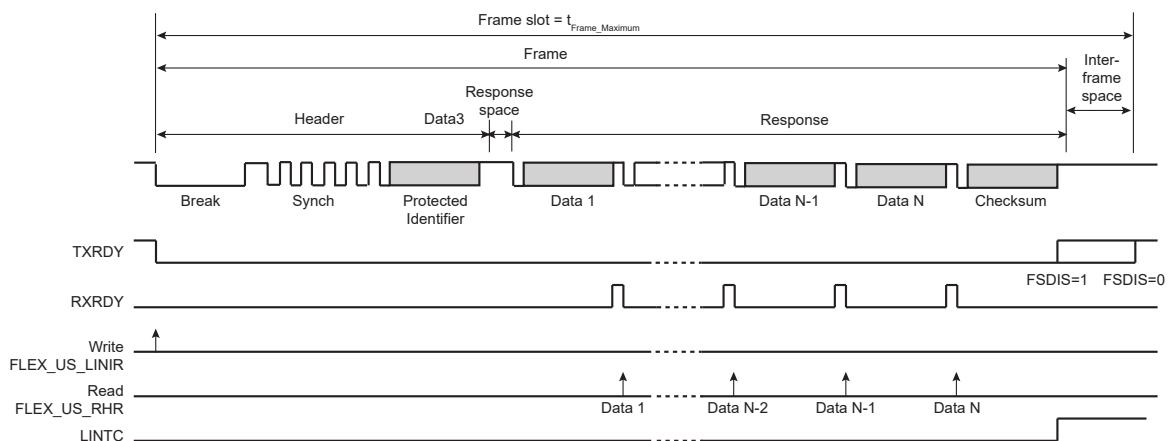 Frame slot = tFrame_Maximum
Frame
Inter-
frame
space
Response
space
Header
Data3
Response
Break
Synch
Protected
Identifier
Data 1
Data N-1
Data N
Checksum
TXRDY
FSDIS=1
FSDIS=0
RXRDY
Write
FLEX_US_LINIR
Read
FLEX_US_RHR
Data 1
Data N-2
Data N-1
Data N
LINTC